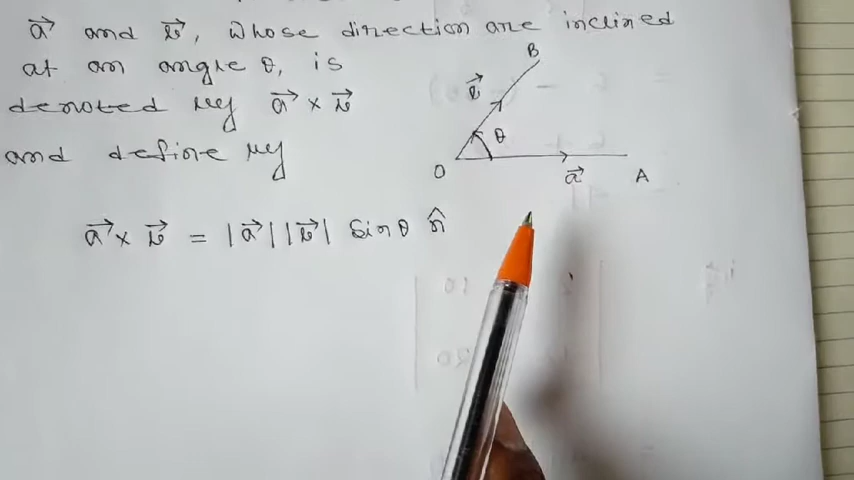 a⃗ and b⃗, whose direction are inclined
at an angle θ, is
denoted by a⃗ × b⃗
and define by
B
b⃗
θ
O
a⃗
A
a⃗ × b⃗ = |a⃗| |b⃗| Sin θ n̂